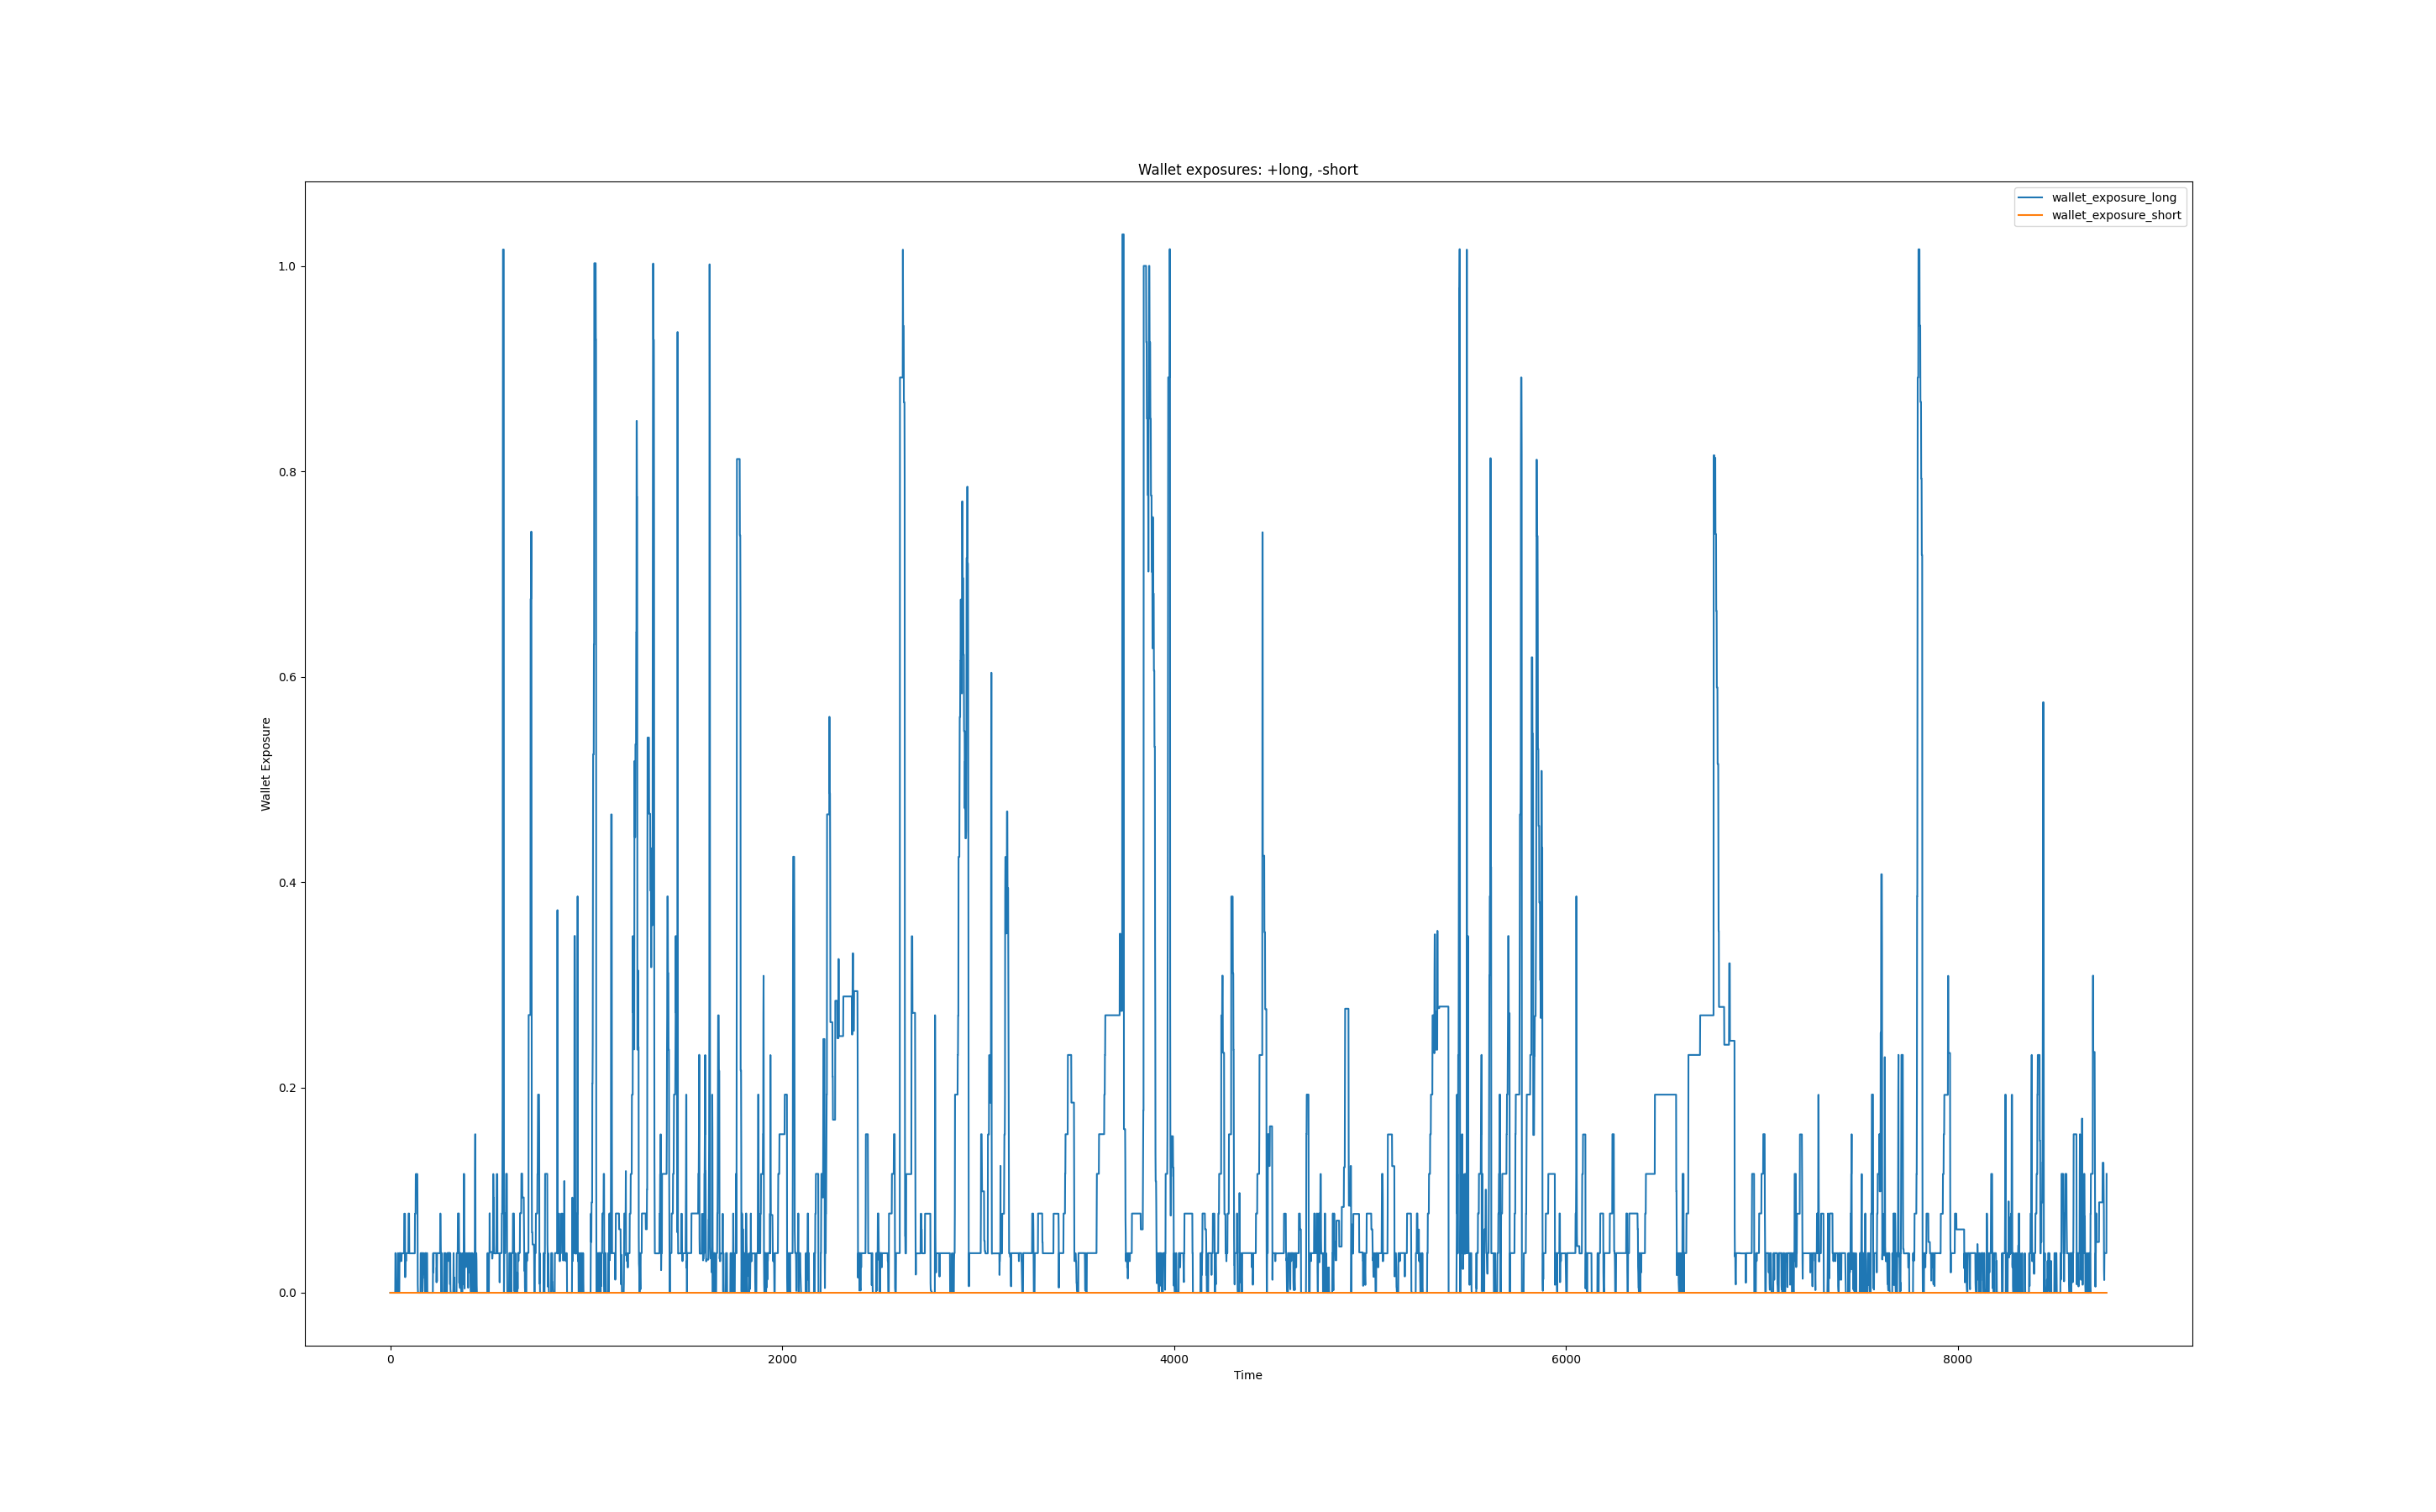 Wallet exposures: +long, -short
wallet_exposure_long
wallet_exposure_short
1.0
0.8
0.6
0.4
0.2
0.0
Wallet Exposure
0 2000 4000 6000 8000
Time